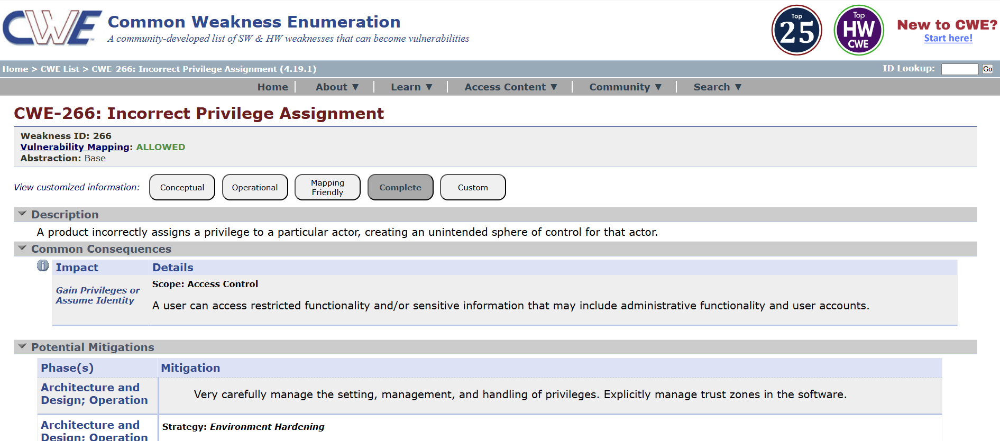 CWE
Common Weakness Enumeration
A community-developed list of SW & HW weaknesses that can become vulnerabilities
Top
25
Top
HW
CWE
New to CWE?
Start here!
Home > CWE List > CWE-266: Incorrect Privilege Assignment (4.19.1)
ID Lookup:
Go
Home
About ▼
Learn ▼
Access Content ▼
Community ▼
Search ▼
CWE-266: Incorrect Privilege Assignment
Weakness ID: 266
Vulnerability Mapping: ALLOWED
Abstraction: Base
View customized information:
Conceptual
Operational
Mapping
Friendly
Complete
Custom
Description
A product incorrectly assigns a privilege to a particular actor, creating an unintended sphere of control for that actor.
Common Consequences
i
Impact
Details
Gain Privileges or
Assume Identity
Scope: Access Control
A user can access restricted functionality and/or sensitive information that may include administrative functionality and user accounts.
Potential Mitigations
Phase(s)
Mitigation
Architecture and
Design; Operation
Very carefully manage the setting, management, and handling of privileges. Explicitly manage trust zones in the software.
Architecture and
Design; Operation
Strategy: Environment Hardening